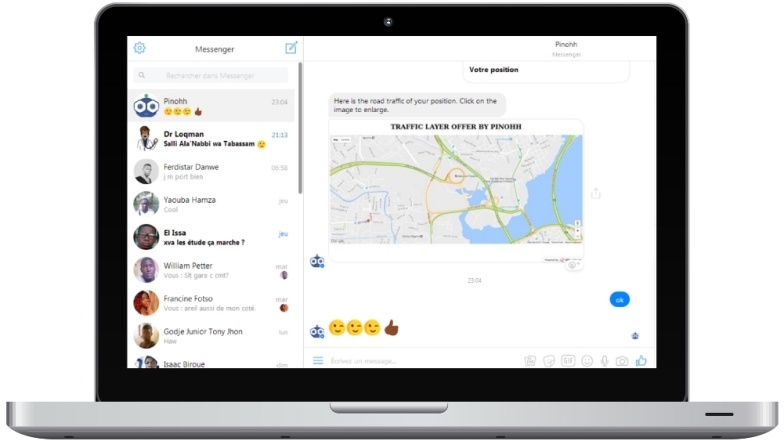 Messenger
Rechercher dans Messenger
Pinohh
23:04
Dr Loqman
21:13
Salli Ala'Nabbi wa Tabassam
Ferdistar Danwe
j m port bien
Yaouba Hamza
jeu
Cool
El Issa
jeu
xva les étude ça marche ?
William Petter
mar
Vous : Slt gare c cmt?
Francine Fotso
mar
Vous : areil aussi de mon coté.
Godje Junior Tony Jhon
lun
Haw
Isaac Biroue
dim
Pinohh
Messenger
Votre position
Here is the road traffic of your position. Click on the
image to enlarge.
TRAFFIC LAYER OFFER BY PINOHH
23:04
ok
Écrivez un message...
GIF